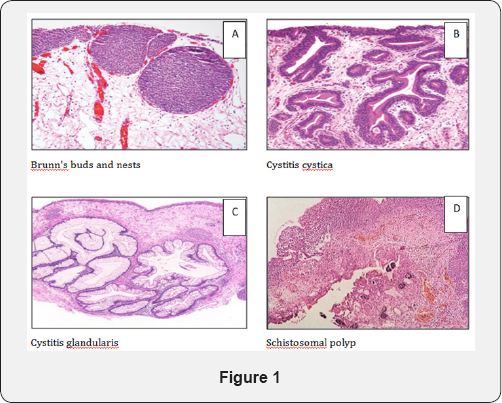 A
B
Brunn's buds and nests
Cystitis cystica
C
D
Cystitis glandularis
Schistosomal polyp
Figure 1